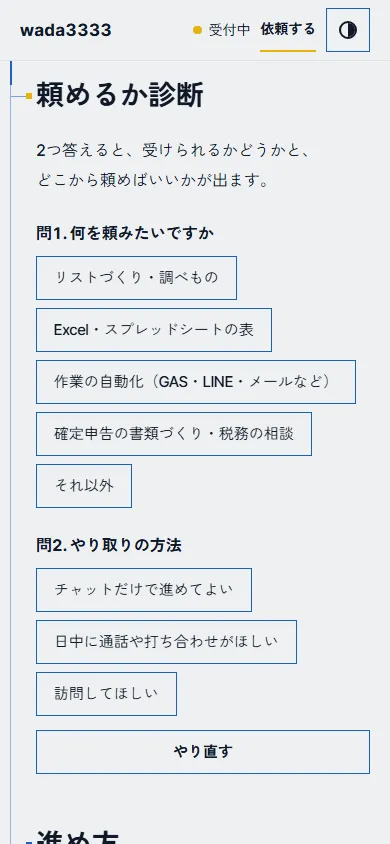 wada3333
受付中
依頼する
頼めるか診断
2つ答えると、受けられるかどうかと、
どこから頼めばいいかが出ます。
問1. 何を頼みたいですか
リストづくり・調べもの
Excel・スプレッドシートの表
作業の自動化（GAS・LINE・メールなど）
確定申告の書類づくり・税務の相談
それ以外
問2. やり取りの方法
チャットだけで進めてよい
日中に通話や打ち合わせがほしい
訪問してほしい
やり直す
進め方